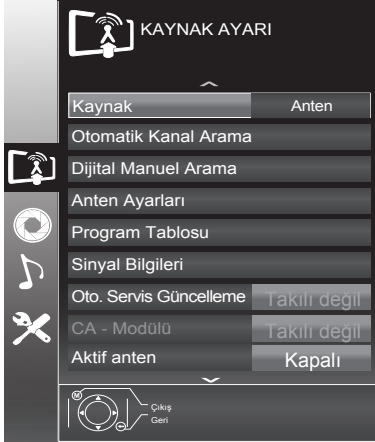 KAYNAK AYARI
Kaynak Anten
Otomatik Kanal Arama
Dijital Manuel Arama
Anten Ayarları
Program Tablosu
Sinyal Bilgileri
Oto. Servis Güncelleme Takılı değil
CA - Modülü Takılı değil
Aktif anten Kapalı
M
Çıkış
Geri